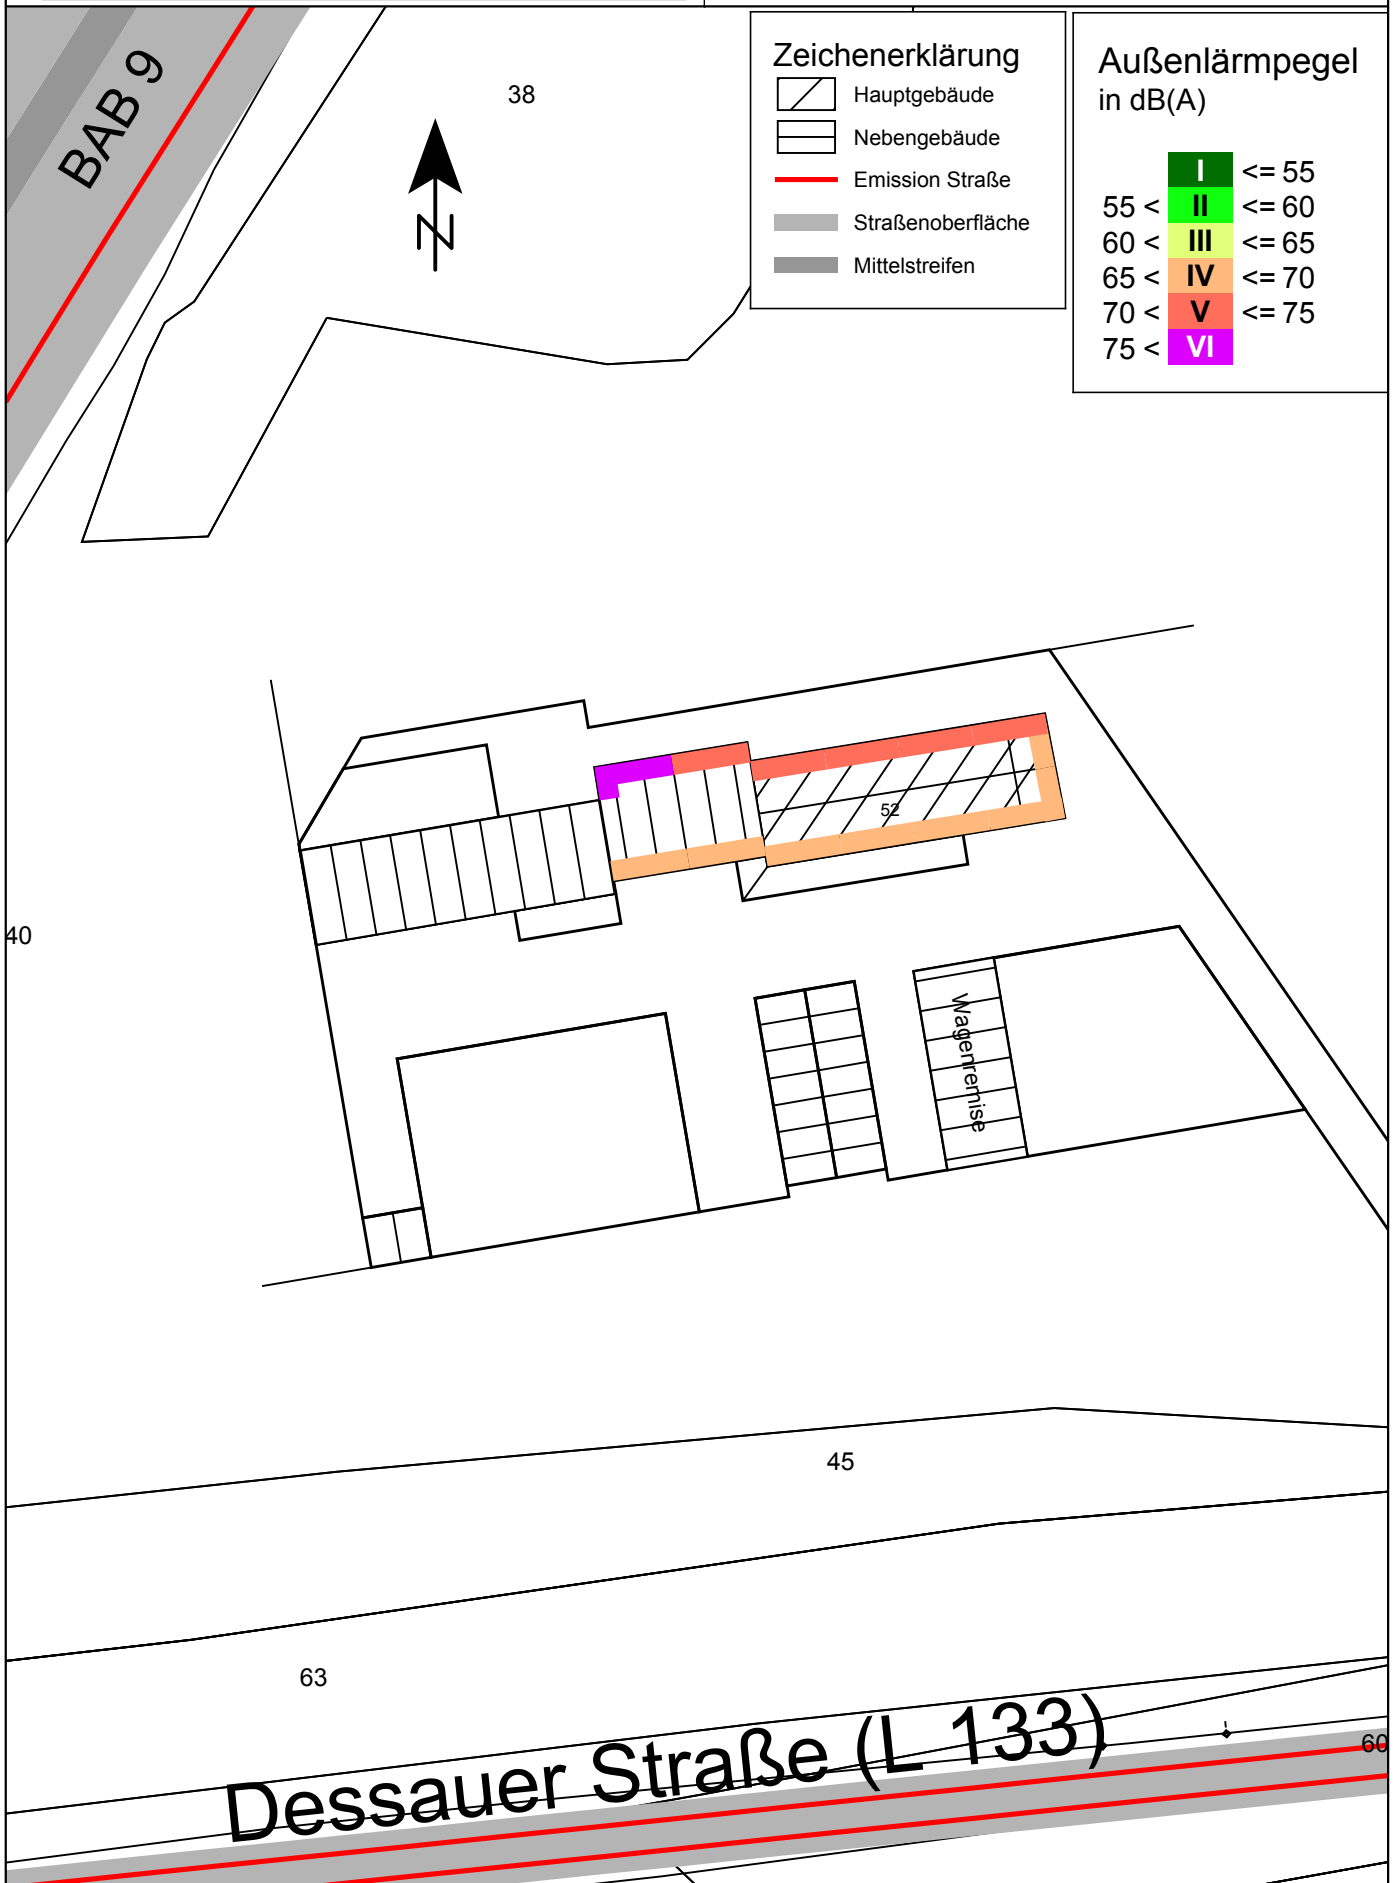 BAB 9
38
N
Zeichenerklärung
Hauptgebäude
Nebengebäude
Emission Straße
Straßenoberfläche
Mittelstreifen
Außenlärmpegel
in dB(A)
I <= 55
55 < II <= 60
60 < III <= 65
65 < IV <= 70
70 < V <= 75
75 < VI
52
40
Wagenremise
45
63
Dessauer Straße (L 133)
60